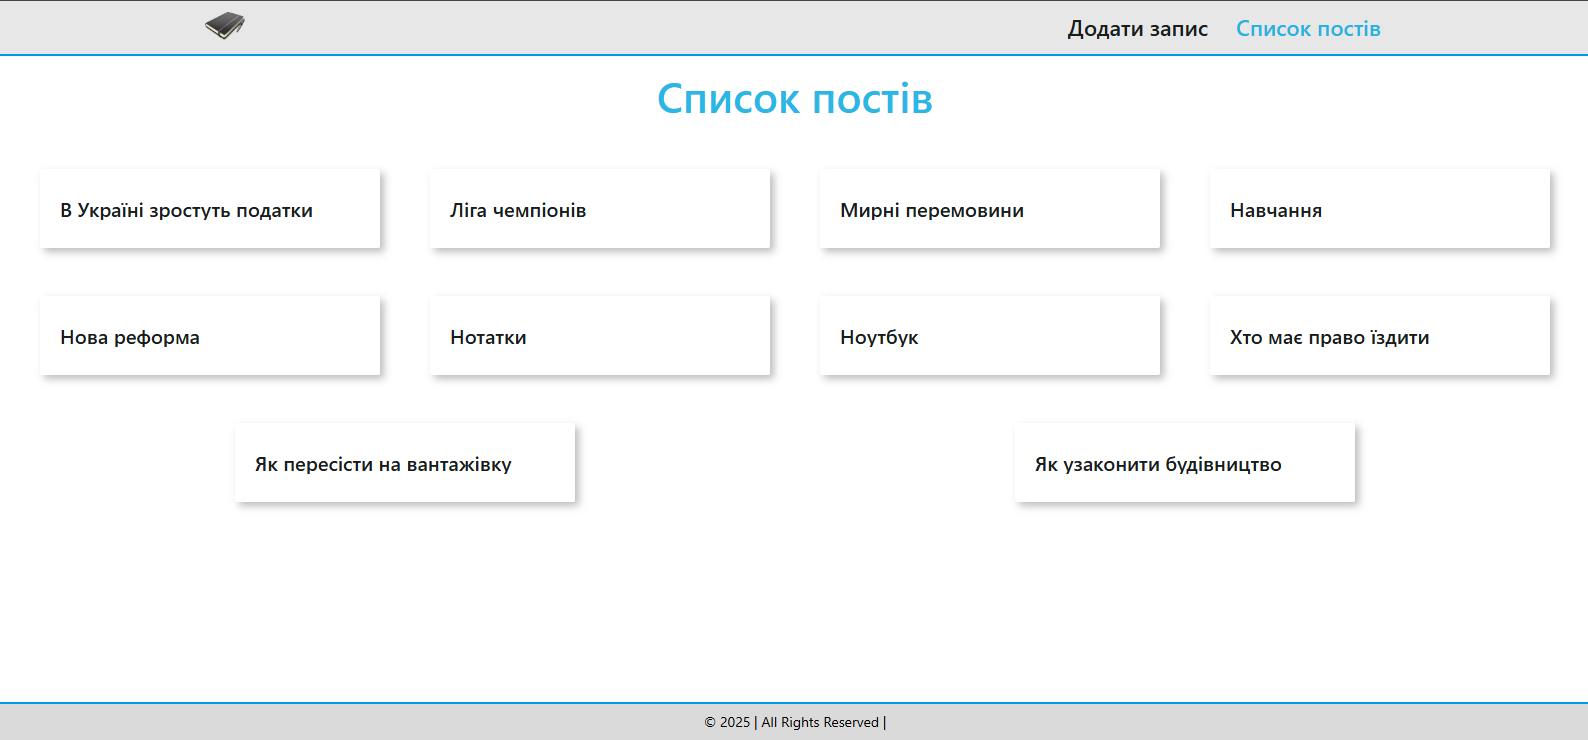 Додати запис Список постів
Список постів
В Україні зростуть податки
Ліга чемпіонів
Мирні перемовини
Навчання
Нова реформа
Нотатки
Ноутбук
Хто має право їздити
Як пересісти на вантажівку
Як узаконити будівництво
© 2025 | All Rights Reserved |